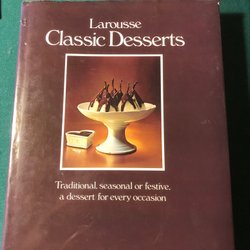 Larousse
Classic Desserts
Traditional, seasonal or festive,
a dessert for every occasion